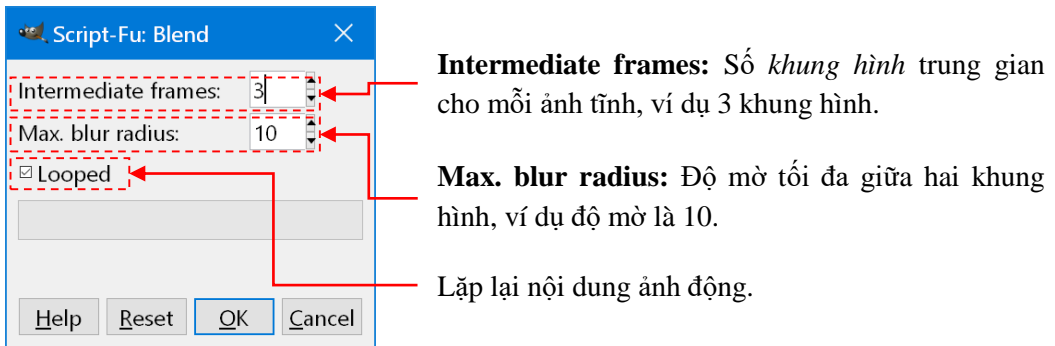 Script-Fu: Blend
Intermediate frames: 3
Max. blur radius: 10
Looped
Help Reset OK Cancel
Intermediate frames: Số khung hình trung gian
cho mỗi ảnh tĩnh, ví dụ 3 khung hình.
Max. blur radius: Độ mờ tối đa giữa hai khung
hình, ví dụ độ mờ là 10.
Lặp lại nội dung ảnh động.